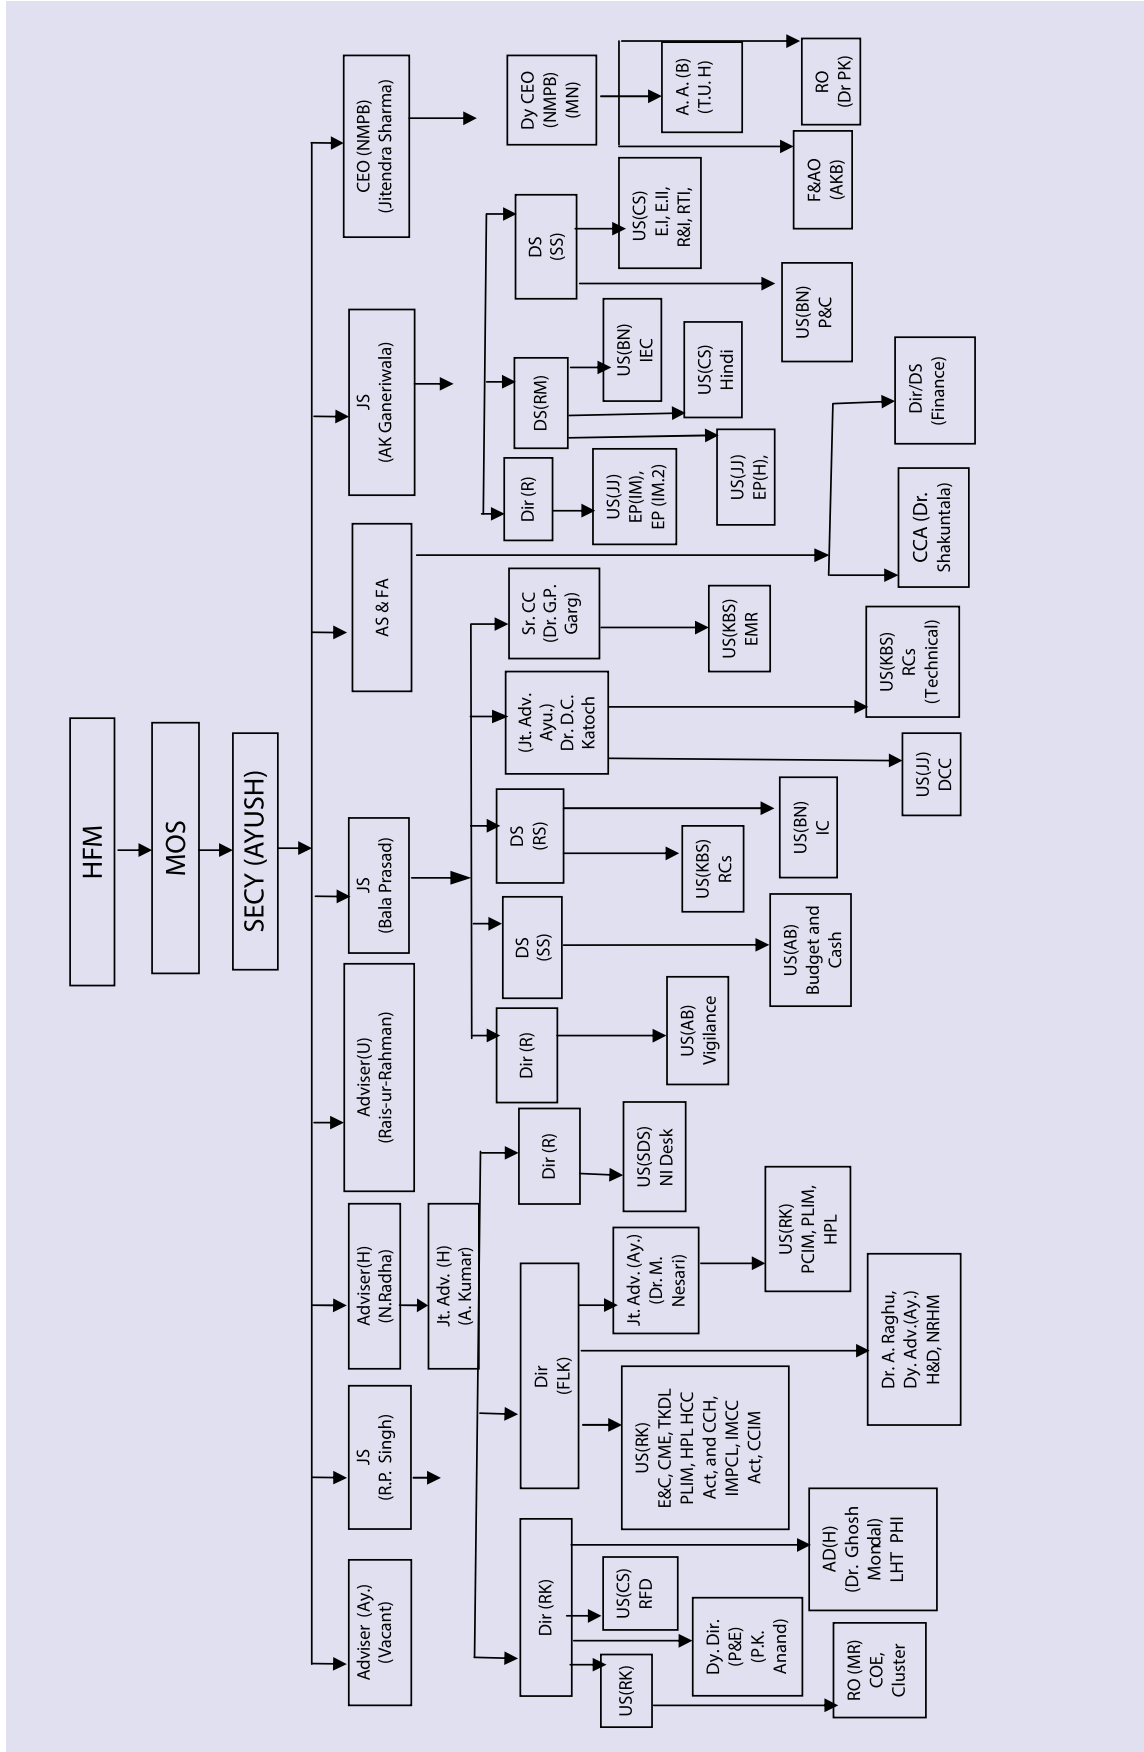 HFM
MOS
SECY (AYUSH)
Adviser (Ay.)
(Vacant)
JS
(R.P. Singh)
Adviser(H)
(N.Radha)
Adviser(U)
(Rais-ur-Rahman)
JS
(Bala Prasad)
AS & FA
JS
(AK Ganeriwala)
CEO (NMPB)
(Jitendra Sharma)
Jt. Adv. (H)
(A. Kumar)
Dir (RK)
Dir
(FLK)
Dir (R)
Dir (R)
DS
(SS)
DS
(RS)
(Jt. Adv.
Ayu.)
Dr. D.C.
Katoch
Sr. CC
(Dr. G.P.
Garg)
Dir (R)
DS(RM)
DS
(SS)
Dy CEO
(NMPB)
(MN)
US(RK)
US(CS)
RFD
US(RK)
E&C, CME, TKDL
PLIM, HPL HCC
Act, and CCH,
IMPCL, IMCC
Act, CCIM
Jt. Adv. (Ay.)
(Dr. M.
Nesari)
US(SDS)
NI Desk
US(AB)
Vigilance
US(KBS)
RCs
US(KBS)
EMR
US(JJ)
EP(IM),
EP (IM.2)
US(BN)
IEC
US(CS)
E.I, E.II,
R&I, RTI,
A. A. (B)
(T.U. H)
Dy. Dir.
(P&E)
(P.K.
Anand)
US(RK)
PCIM, PLIM,
HPL
US(AB)
Budget and
Cash
US(BN)
IC
US(JJ)
EP(H),
US(CS)
Hindi
US(BN)
P&C
F&AO
(AKB)
RO
(Dr PK)
RO (MR)
COE,
Cluster
AD(H)
(Dr. Ghosh
Mondal)
LHT PHI
Dr. A. Raghu,
Dy. Adv.(Ay.)
H&D, NRHM
US(JJ)
DCC
US(KBS)
RCs
(Technical)
CCA (Dr.
Shakuntala)
Dir/DS
(Finance)